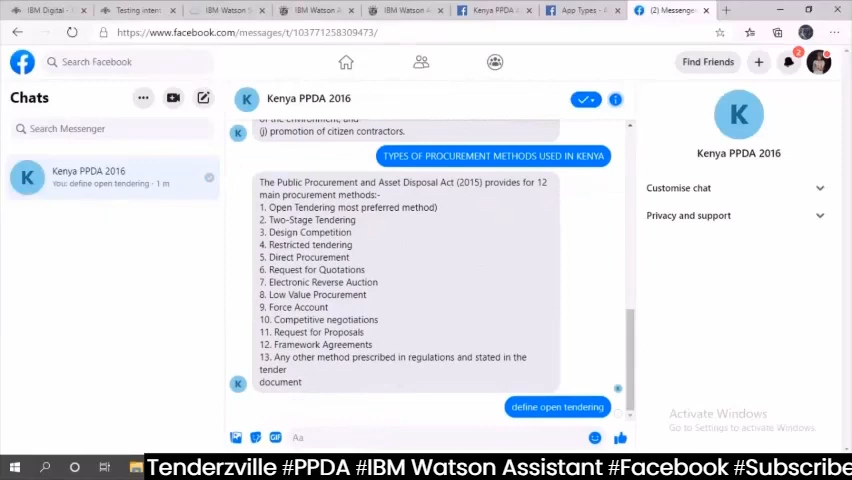 IBM Digital -
Testing inten
IBM Watson
IBM Watson
IBM Watson
Kenya PPDA
App Types -
(2) Messenger
https://www.facebook.com/messages/t/103771258309473/
Search Facebook
Find Friends
2
Chats
Search Messenger
K
Kenya PPDA 2016
You: define open tendering · 1 m
K
Kenya PPDA 2016
of the environment; and
(j) promotion of citizen contractors.
K
TYPES OF PROCUREMENT METHODS USED IN KENYA
The Public Procurement and Asset Disposal Act (2015) provides for 12
main procurement methods:-
1. Open Tendering most preferred method)
2. Two-Stage Tendering
3. Design Competition
4. Restricted tendering
5. Direct Procurement
6. Request for Quotations
7. Electronic Reverse Auction
8. Low Value Procurement
9. Force Account
10. Competitive negotiations
11. Request for Proposals
12. Framework Agreements
13. Any other method prescribed in regulations and stated in the
tender
document
K
define open tendering
GIF
Aa
K
Kenya PPDA 2016
Customise chat
Privacy and support
Activate Windows
Go to Settings to activate Windows.
Tenderzville #PPDA #IBM Watson Assistant #Facebook #Subscribe